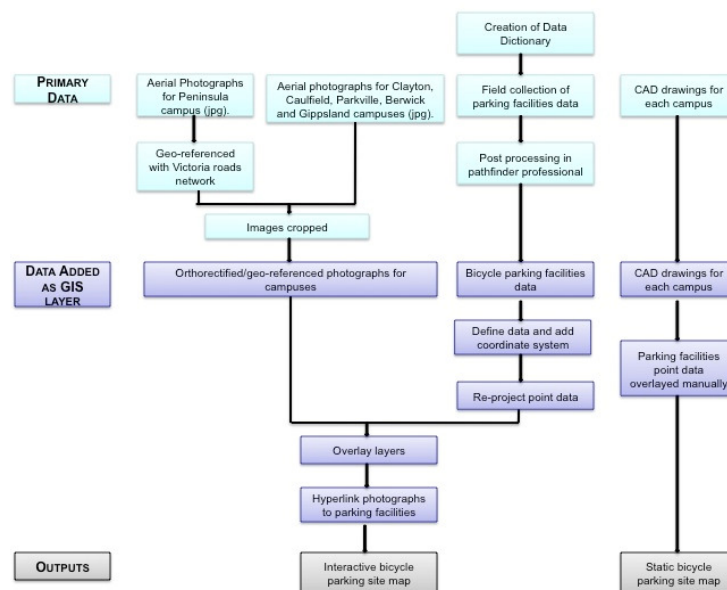 Creation of Data
Dictionary
PRIMARY
DATA
Aerial Photographs
for Peninsula
campus (jpg).
Aerial photographs for Clayton,
Caulfield, Parkville, Berwick
and Gippsland campuses (jpg).
Field collection of
parking facilities data
CAD drawings for
each campus
Geo-referenced
with Victoria roads
network
Post processing in
pathfinder professional
Images cropped
DATA ADDED
AS GIS
LAYER
Orthorectified/geo-referenced photographs for
campuses
Bicycle parking facilities
data
CAD drawings for
each campus
Define data and add
coordinate system
Parking facilities
point data
overlayed manually
Re-project point data
Overlay layers
Hyperlink photographs
to parking facilities
OUTPUTS
Interactive bicycle
parking site map
Static bicycle
parking site map